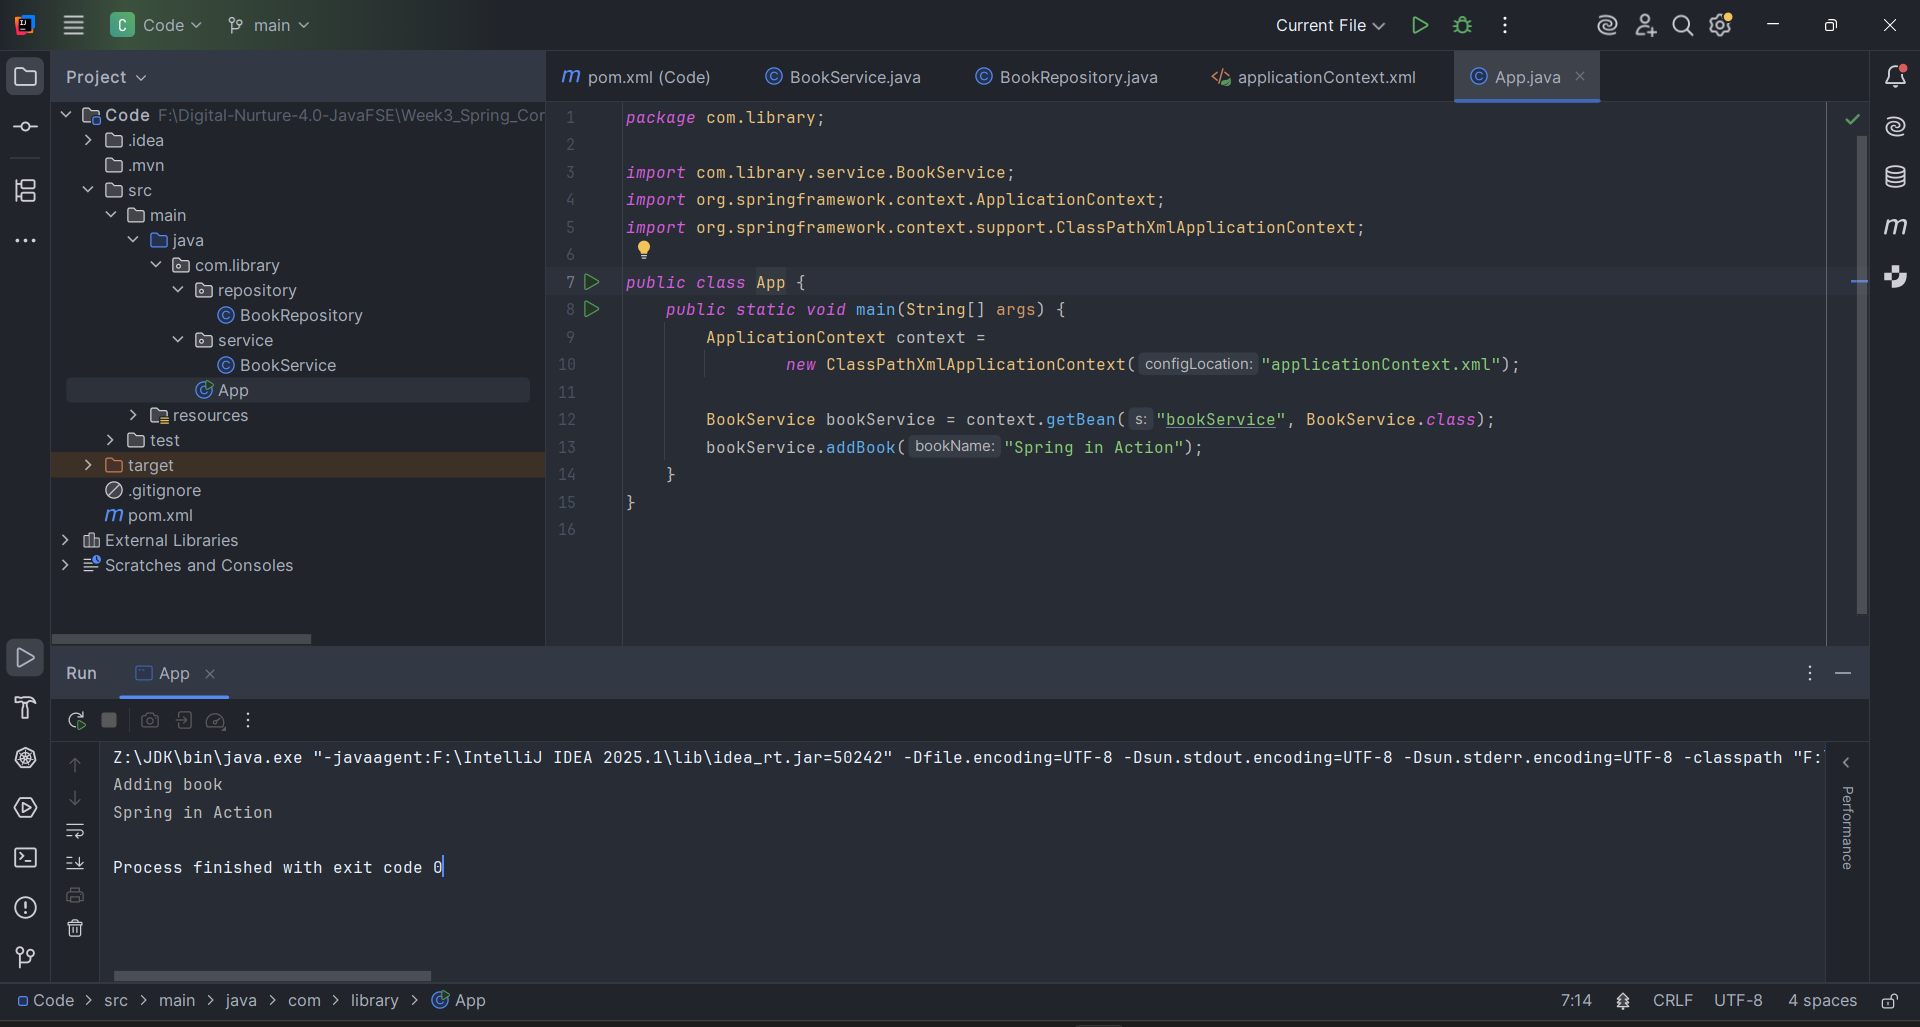 C Code main Current File
Project
pom.xml (Code) BookService.java BookRepository.java applicationContext.xml App.java
Code F:\Digital-Nurture-4.0-JavaFSE\Week3_Spring_Cor
.idea
.mvn
src
main
java
com.library
repository
BookRepository
service
BookService
App
resources
test
target
.gitignore
pom.xml
External Libraries
Scratches and Consoles
1 package com.library;
2
3 import com.library.service.BookService;
4 import org.springframework.context.ApplicationContext;
5 import org.springframework.context.support.ClassPathXmlApplicationContext;
6
7 public class App {
8 public static void main(String[] args) {
9 ApplicationContext context =
10 new ClassPathXmlApplicationContext( configLocation: "applicationContext.xml");
11
12 BookService bookService = context.getBean( s: "bookService", BookService.class);
13 bookService.addBook( bookName: "Spring in Action");
14 }
15 }
16
Run App
Z:\JDK\bin\java.exe "-javaagent:F:\IntelliJ IDEA 2025.1\lib\idea_rt.jar=50242" -Dfile.encoding=UTF-8 -Dsun.stdout.encoding=UTF-8 -Dsun.stderr.encoding=UTF-8 -classpath "F:
Adding book
Spring in Action
Process finished with exit code 0
Performance
Code > src > main > java > com > library > App
7:14 CRLF UTF-8 4 spaces